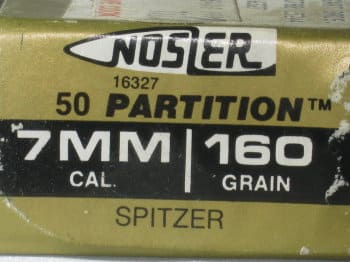 NOSLER
16327
50 PARTITION™
7MM 160
CAL. GRAIN
SPITZER